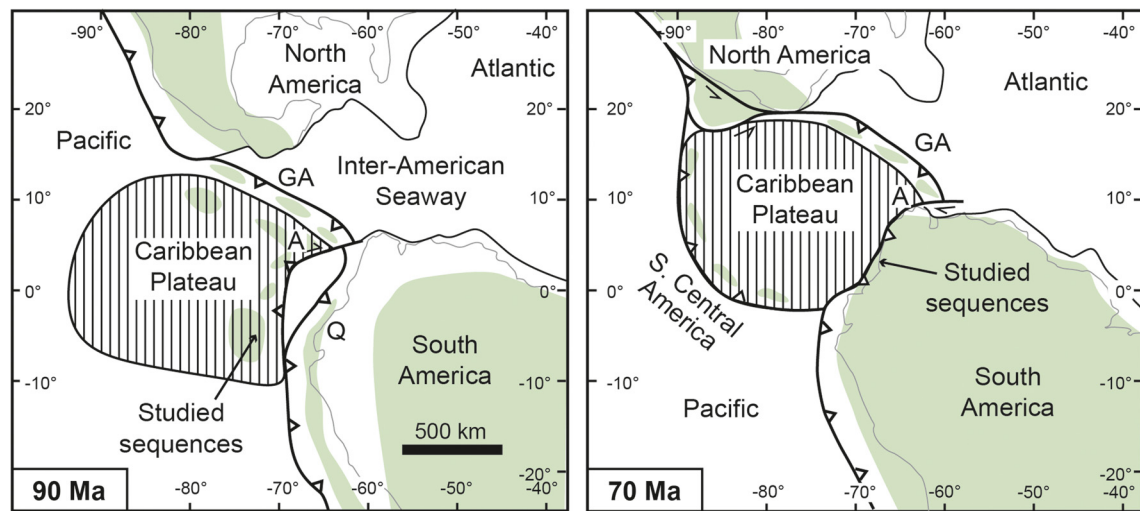 -90°
-80°
-70°
-60°
-50°
-40°
North
America
Atlantic
20°
20°
Pacific
GA
Inter-American
Seaway
10°
10°
A
Caribbean
Plateau
0°
0°
Q
South
America
-10°
-10°
Studied
sequences
500 km
-20°
90 Ma
-70°
-60°
-50°
-40°
-20°
-90°
-80°
-70°
-60°
-50°
-40°
North America
Atlantic
20°
20°
GA
Caribbean
Plateau
A
10°
10°
S. Central
America
Studied
sequences
0°
0°
-10°
-10°
South
America
Pacific
-20°
70 Ma
-80°
-70°
-60°
-50°
-40°
-20°